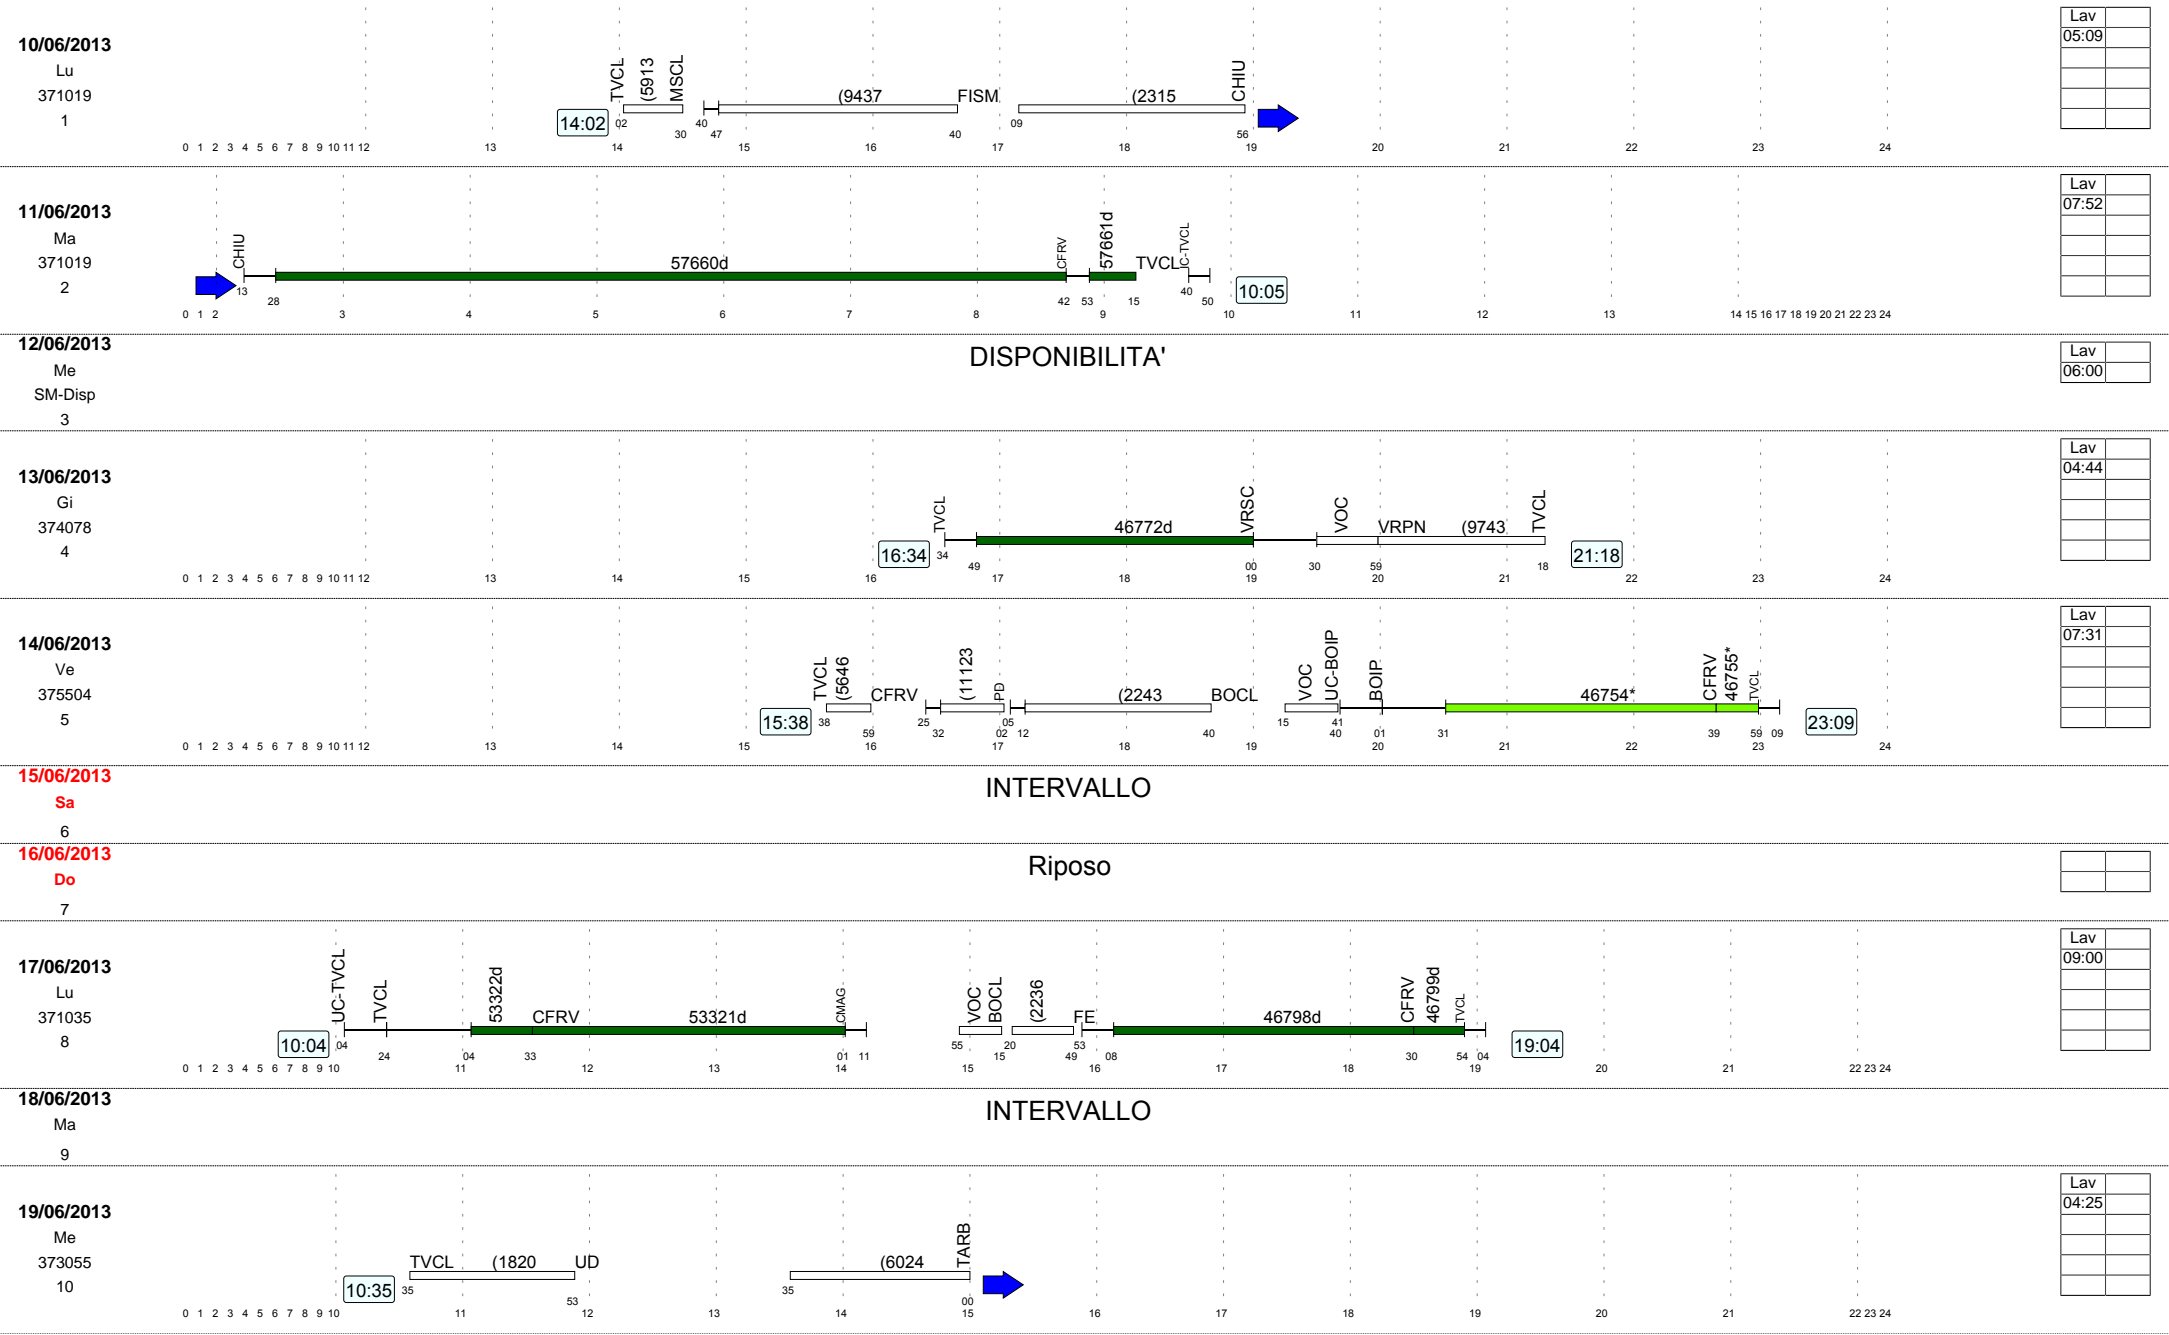 10/06/2013
Lu
371019
1
14:02
TVCL (5913 MSCL (9437 FISM (2315 CHIU
02 30 40 47 40 09 56
0 1 2 3 4 5 6 7 8 9 10 11 12 13 14 15 16 17 18 19 20 21 22 23 24
Lav
05:09
11/06/2013
Ma
371019
2
CHIU 57660d CFRV 57661d TVCL C-TVCL
13 28 42 53 15 40 50
10:05
0 1 2 3 4 5 6 7 8 9 10 11 12 13 14 15 16 17 18 19 20 21 22 23 24
Lav
07:52
12/06/2013
Me
SM-Disp
3
DISPONIBILITA'
Lav
06:00
13/06/2013
Gi
374078
4
16:34
TVCL 46772d VRSC VOC VRPN (9743 TVCL
34 49 00 30 59 18
21:18
0 1 2 3 4 5 6 7 8 9 10 11 12 13 14 15 16 17 18 19 20 21 22 23 24
Lav
04:44
14/06/2013
Ve
375504
5
15:38
TVCL (5646 CFRV (11123 PD (2243 BOCL VOC UC-BOIP BOIP 46754* CFRV 46755* TVCL
38 59 25 32 02 05 12 40 15 40 41 01 31 39 59 09
23:09
0 1 2 3 4 5 6 7 8 9 10 11 12 13 14 15 16 17 18 19 20 21 22 23 24
Lav
07:31
15/06/2013
Sa
6
INTERVALLO
16/06/2013
Do
7
Riposo
17/06/2013
Lu
371035
8
10:04
UC-TVCL TVCL 53322d CFRV 53321d CMAG VOC BOCL (2236 FE 46798d CFRV 46799d TVCL
04 24 04 33 01 11 55 15 20 49 53 08 30 54 04
19:04
0 1 2 3 4 5 6 7 8 9 10 11 12 13 14 15 16 17 18 19 20 21 22 23 24
Lav
09:00
18/06/2013
Ma
9
INTERVALLO
19/06/2013
Me
373055
10
10:35
TVCL (1820 UD (6024 TARB
35 53 35 00
0 1 2 3 4 5 6 7 8 9 10 11 12 13 14 15 16 17 18 19 20 21 22 23 24
Lav
04:25